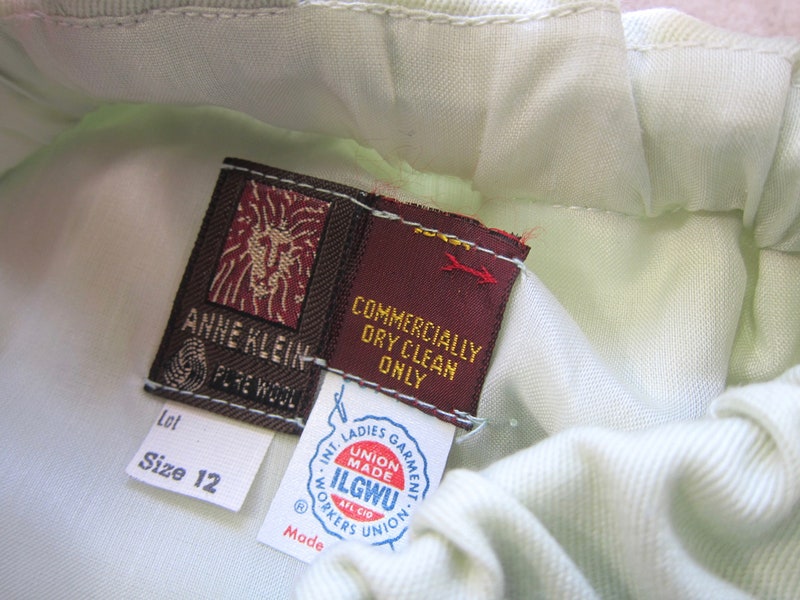 ANNE KLEIN
PURE WOOL
COMMERCIALLY
DRY CLEAN
ONLY
Lot
Size 12
INT. LADIES GARMENT
WORKERS UNION
UNION
MADE
ILGWU
AFL CIO
®
Made